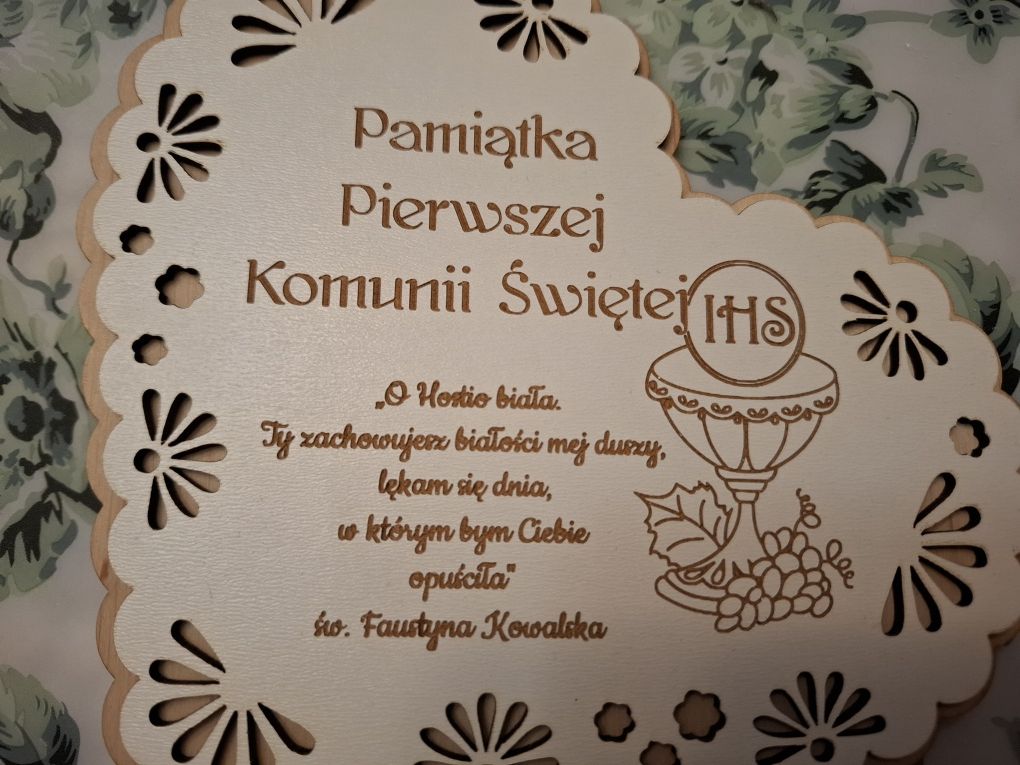 Pamiątka
Pierwszej
Komunii Świętej
IHS
„O Hostio biała.
Ty zachowujesz białości mej duszy,
lękam się dnia,
w którym bym Ciebie
opuściła"
św. Faustyna Kowalska